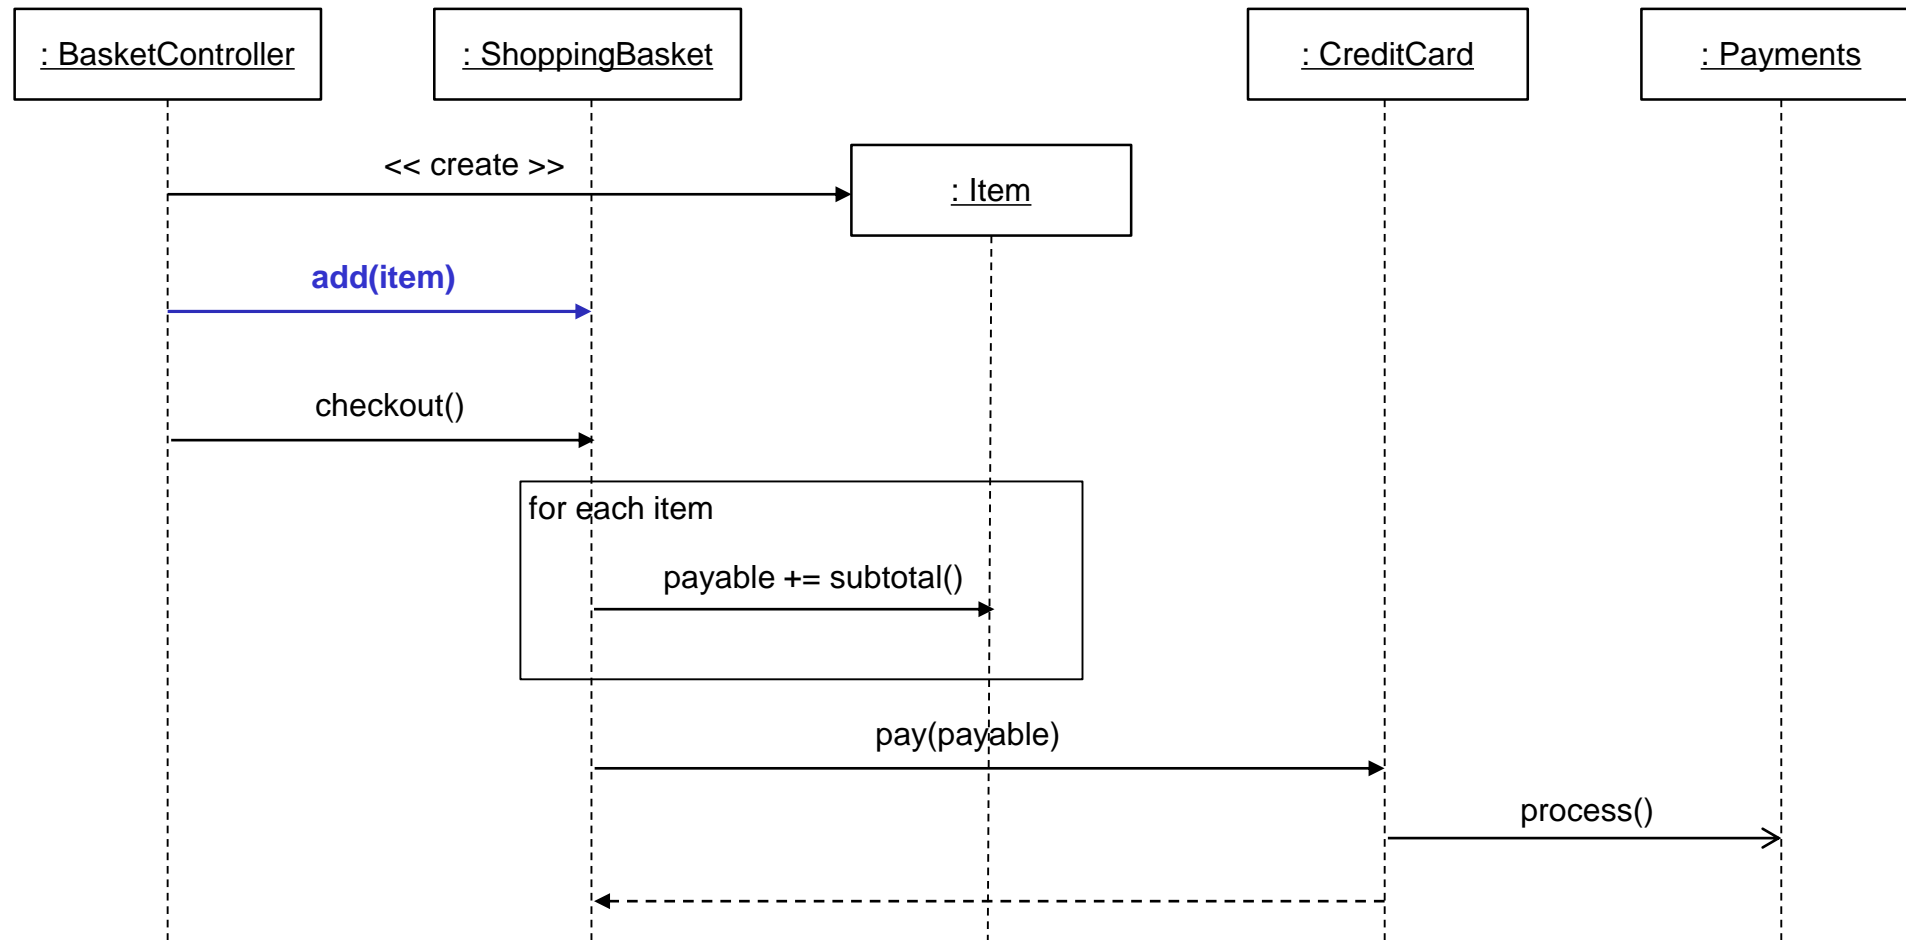 : BasketController
: ShoppingBasket
: CreditCard
: Payments
<< create >>
: Item
add(item)
checkout()
for each item
payable += subtotal()
pay(payable)
process()